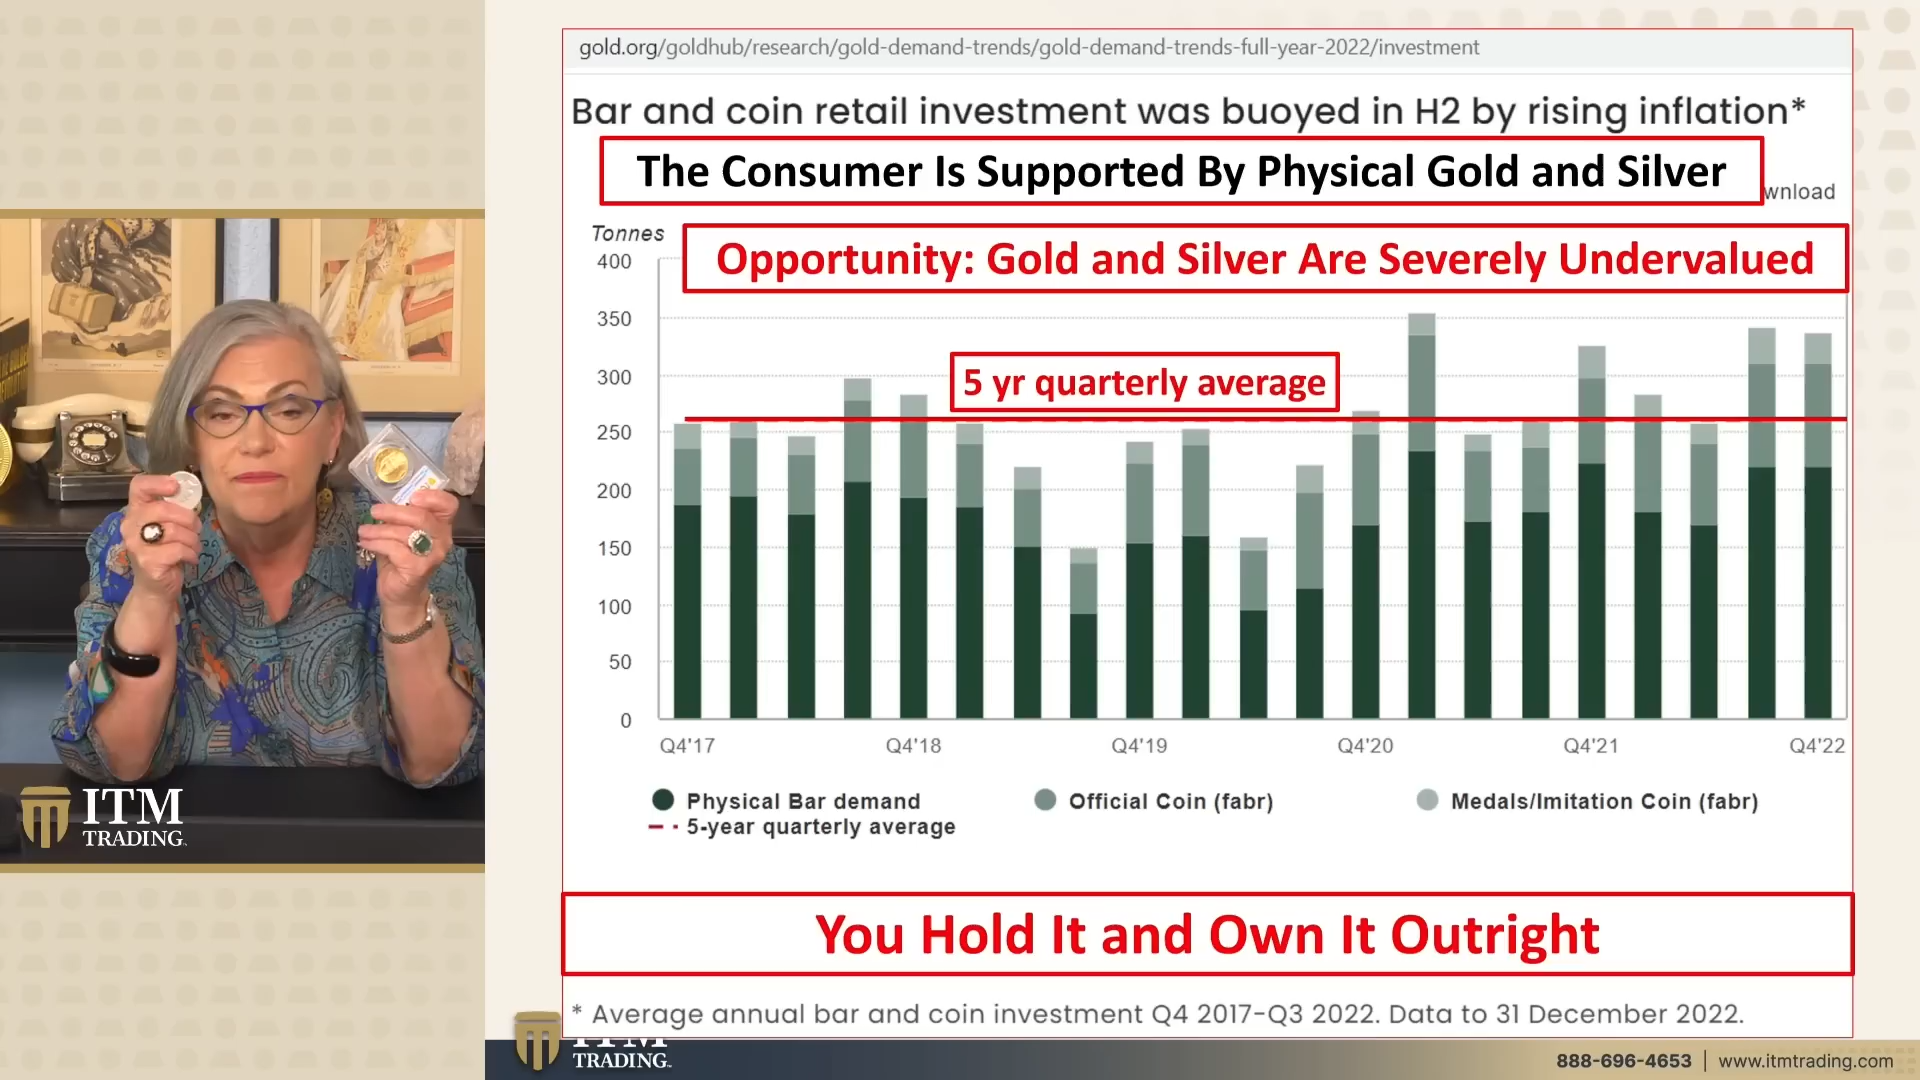 gold.org/goldhub/research/gold-demand-trends/gold-demand-trends-full-year-2022/investment
Bar and coin retail investment was buoyed in H2 by rising inflation*
The Consumer Is Supported By Physical Gold and Silver
wnload
Tonnes
Opportunity: Gold and Silver Are Severely Undervalued
400
350
300
5 yr quarterly average
250
200
150
100
50
0
Q4'17
Q4'18
Q4'19
Q4'20
Q4'21
Q4'22
Physical Bar demand
Official Coin (fabr)
Medals/Imitation Coin (fabr)
5-year quarterly average
ITM
TRADING
You Hold It and Own It Outright
* Average annual bar and coin investment Q4 2017-Q3 2022. Data to 31 December 2022.
ITM
TRADING
888-696-4653 | www.itmtrading.com